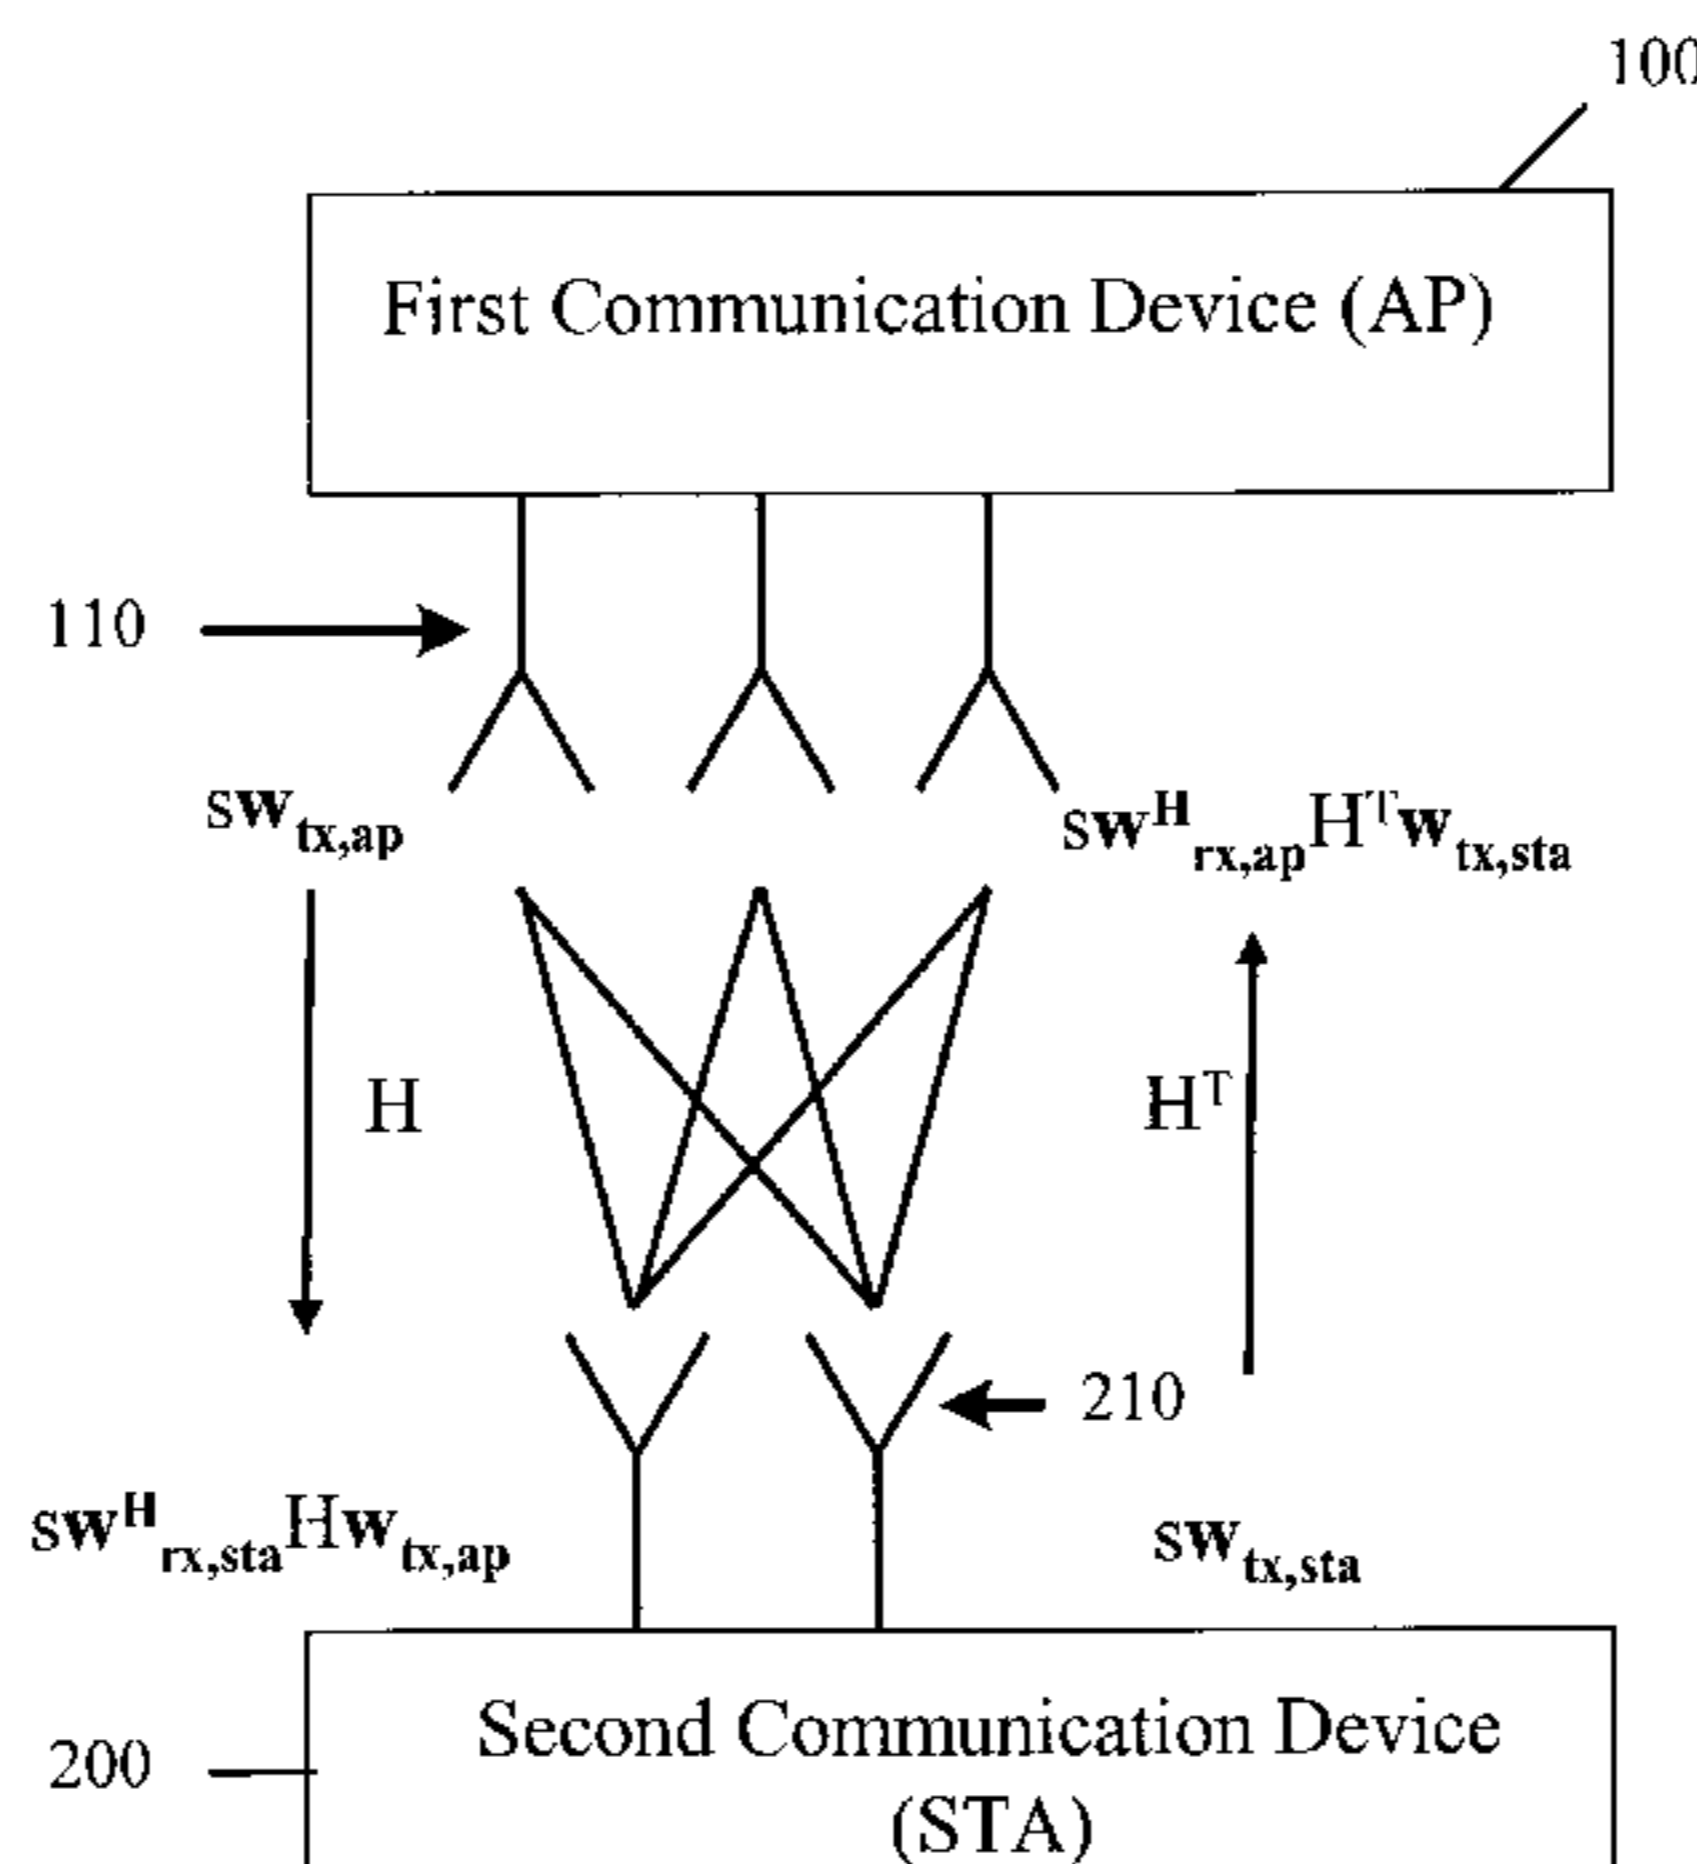 100
First Communication Device (AP)
110
sw_tx,ap
sw^H_rx,ap H^T w_tx,sta
H
H^T
210
sw^H_rx,sta H w_tx,ap
sw_tx,sta
Second Communication Device
200
(STA)